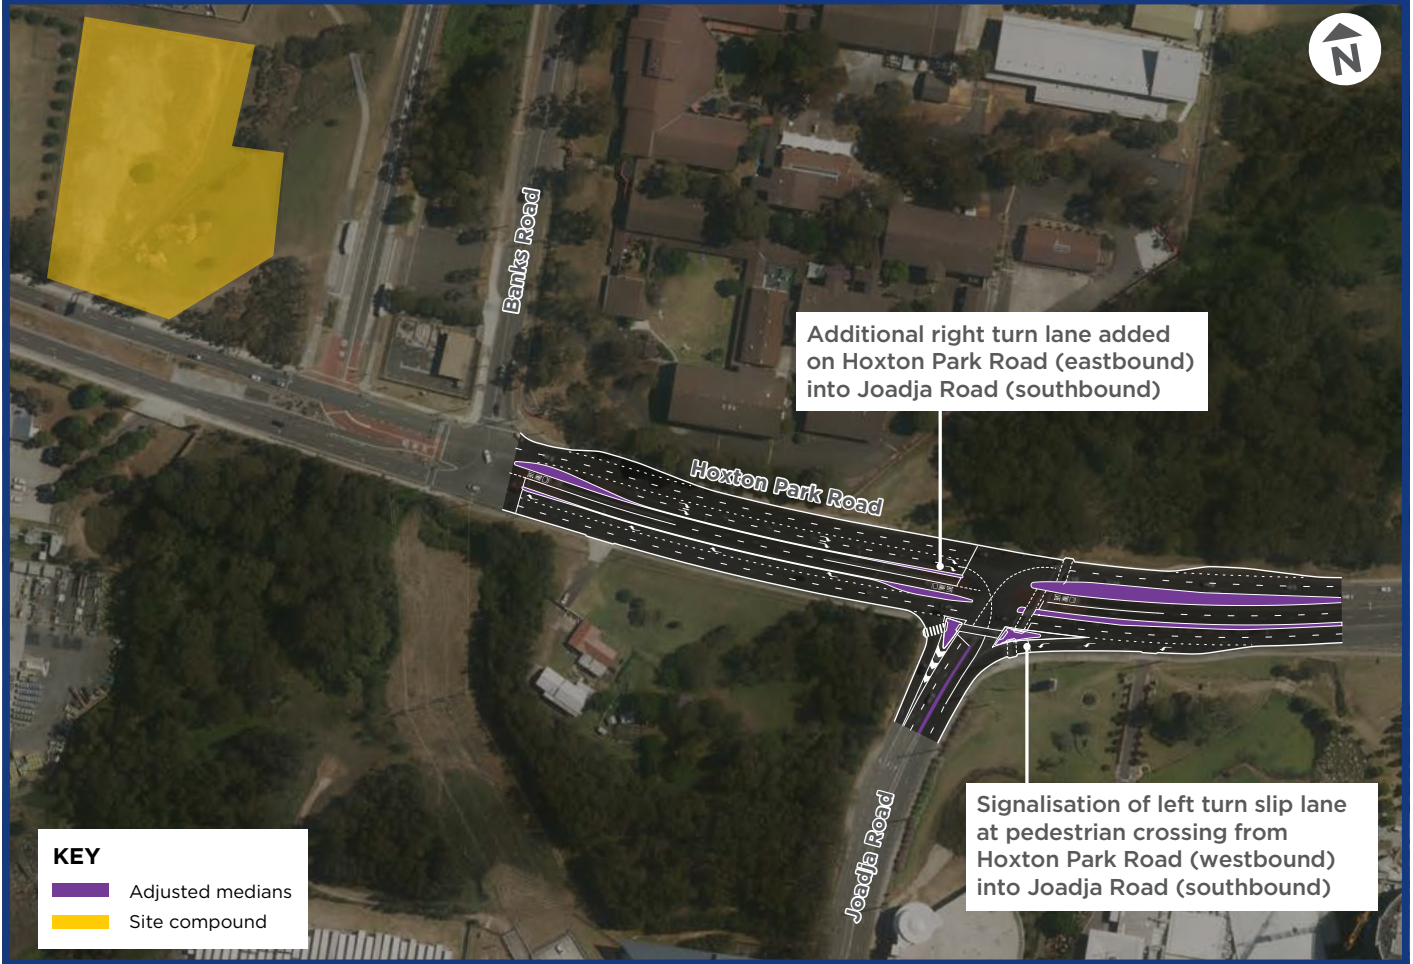 N
Banks Road
Additional right turn lane added
on Hoxton Park Road (eastbound)
into Joadja Road (southbound)
Hoxton Park Road
Signalisation of left turn slip lane
at pedestrian crossing from
Hoxton Park Road (westbound)
into Joadja Road (southbound)
Joadja Road
KEY
Adjusted medians
Site compound